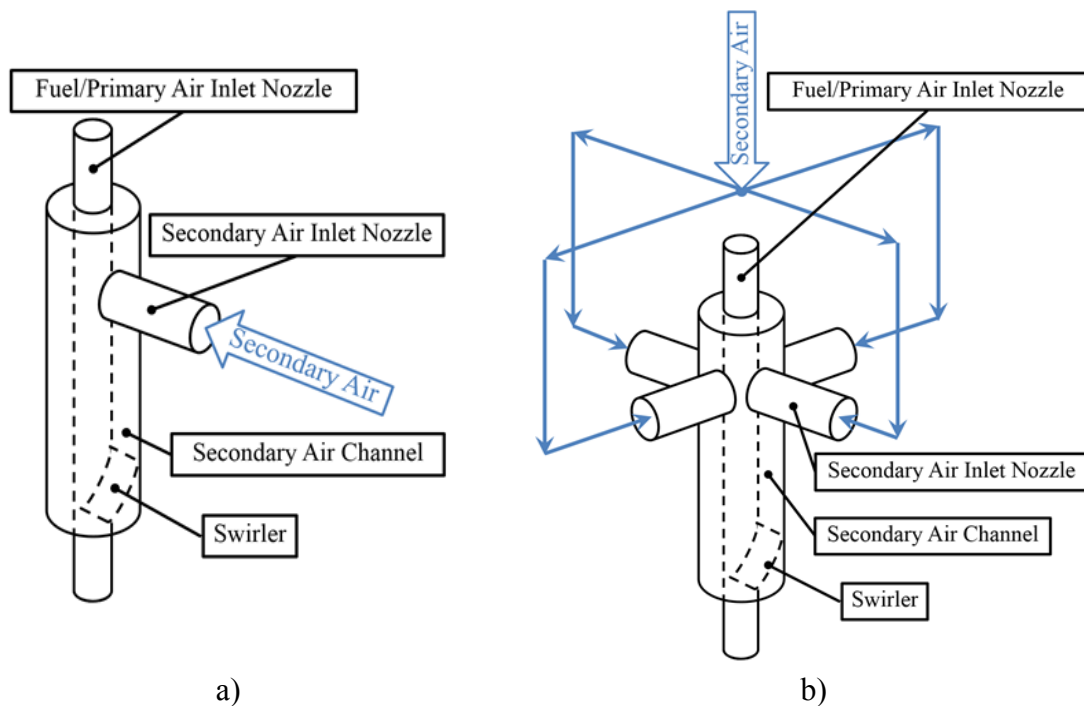 Fuel/Primary Air Inlet Nozzle
Secondary Air Inlet Nozzle
Secondary Air
Secondary Air Channel
Swirler
a)
Secondary Air
Fuel/Primary Air Inlet Nozzle
Secondary Air Inlet Nozzle
Secondary Air Channel
Swirler
b)